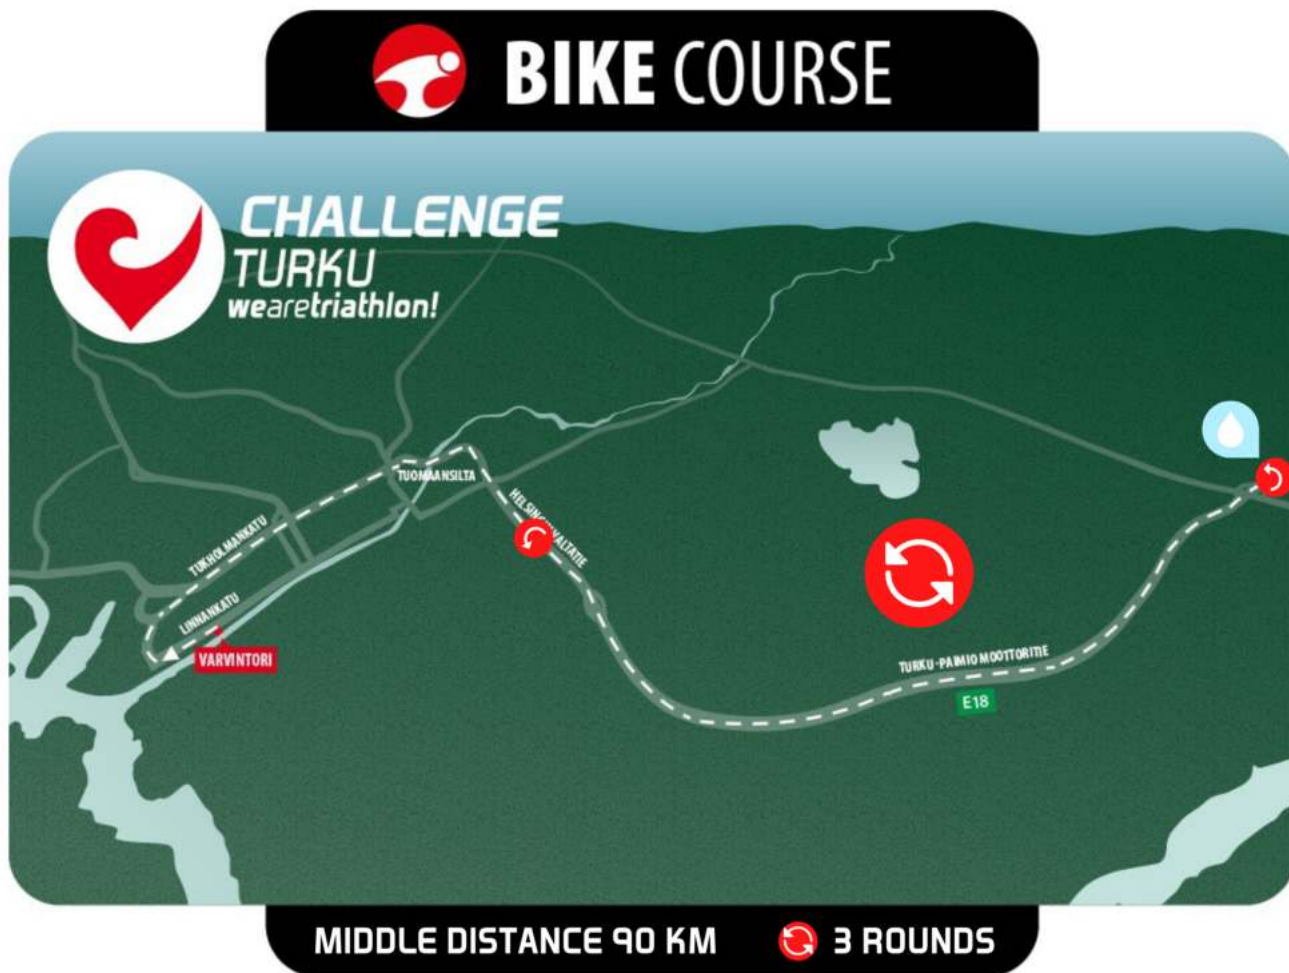 BIKE COURSE
CHALLENGE
TURKU
wearetriathlon!
TUOMAANSILTA
TUKHOLMANKATU
LINNANKATU
VARVINTORI
TURKU-PAIMIO MOOTTORITIE
E18
MIDDLE DISTANCE 90 KM
3 ROUNDS